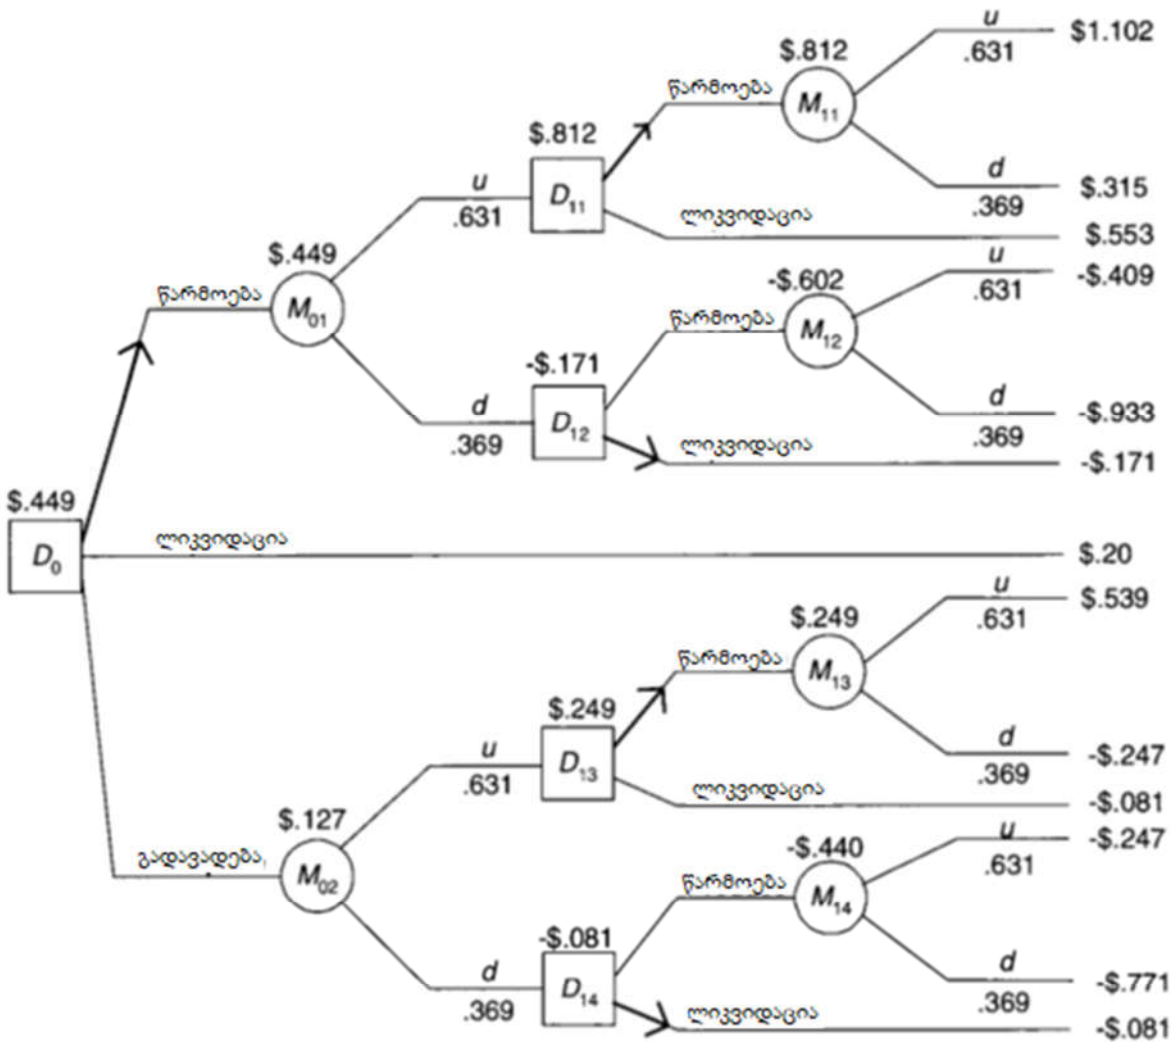 u
$1.102
$.812
.631
წარმოება
M11
$.812
d
$.315
u
D11
.369
.631
ლიკვიდაცია
$.553
$.449
u
-$.409
-$.602
.631
წარმოება
M01
წარმოება
M12
-$.171
d
d
-$.933
D12
.369
.369
ლიკვიდაცია
-$.171
$.449
ლიკვიდაცია
D0
$.20
u
$.539
$.249
.631
წარმოება
M13
$.249
d
-$.247
u
D13
.369
.631
ლიკვიდაცია
-$.081
$.127
u
-$.247
-$.440
.631
გადავადება
M02
წარმოება
M14
-$.081
d
d
-$.771
D14
.369
.369
ლიკვიდაცია
-$.081